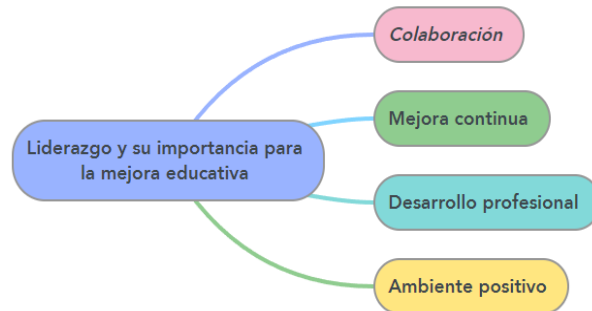 Colaboración
Mejora continua
Liderazgo y su importancia para
la mejora educativa
Desarrollo profesional
Ambiente positivo